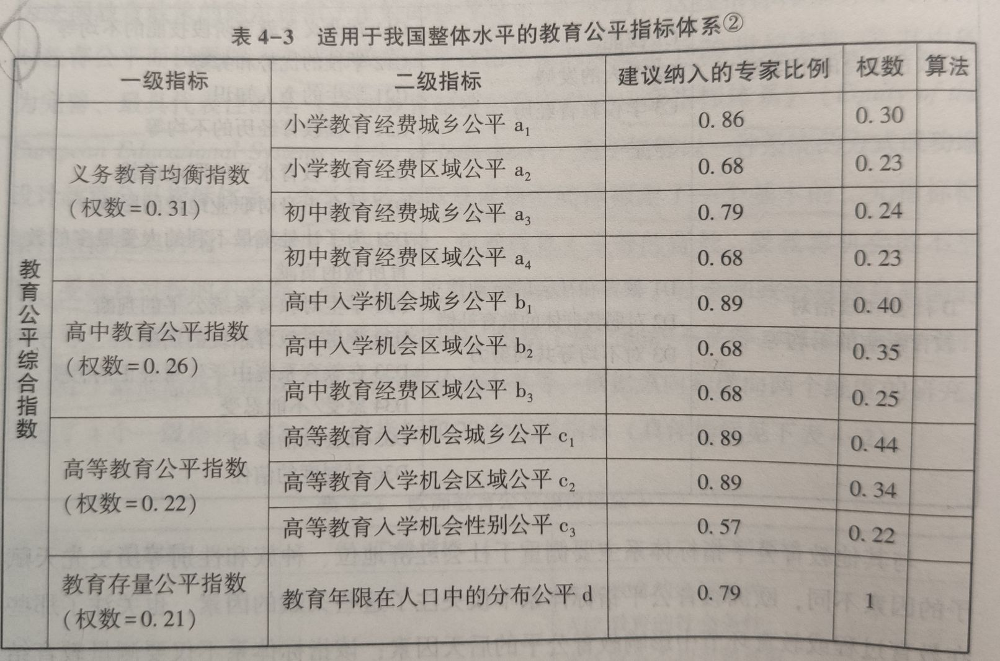 表 4-3 适用于我国整体水平的教育公平指标体系②
一级指标 二级指标 建议纳入的专家比例 权数 算法
教育公平综合指数
义务教育均衡指数
(权数=0.31)
小学教育经费城乡公平 a₁ 0.86 0.30
小学教育经费区域公平 a₂ 0.68 0.23
初中教育经费城乡公平 a₃ 0.79 0.24
初中教育经费区域公平 a₄ 0.68 0.23
高中教育公平指数
(权数=0.26)
高中入学机会城乡公平 b₁ 0.89 0.40
高中入学机会区域公平 b₂ 0.68 0.35
高中教育经费区域公平 b₃ 0.68 0.25
高等教育公平指数
(权数=0.22)
高等教育入学机会城乡公平 c₁ 0.89 0.44
高等教育入学机会区域公平 c₂ 0.89 0.34
高等教育入学机会性别公平 c₃ 0.57 0.22
教育存量公平指数
(权数=0.21)
教育年限在人口中的分布公平 d 0.79 1